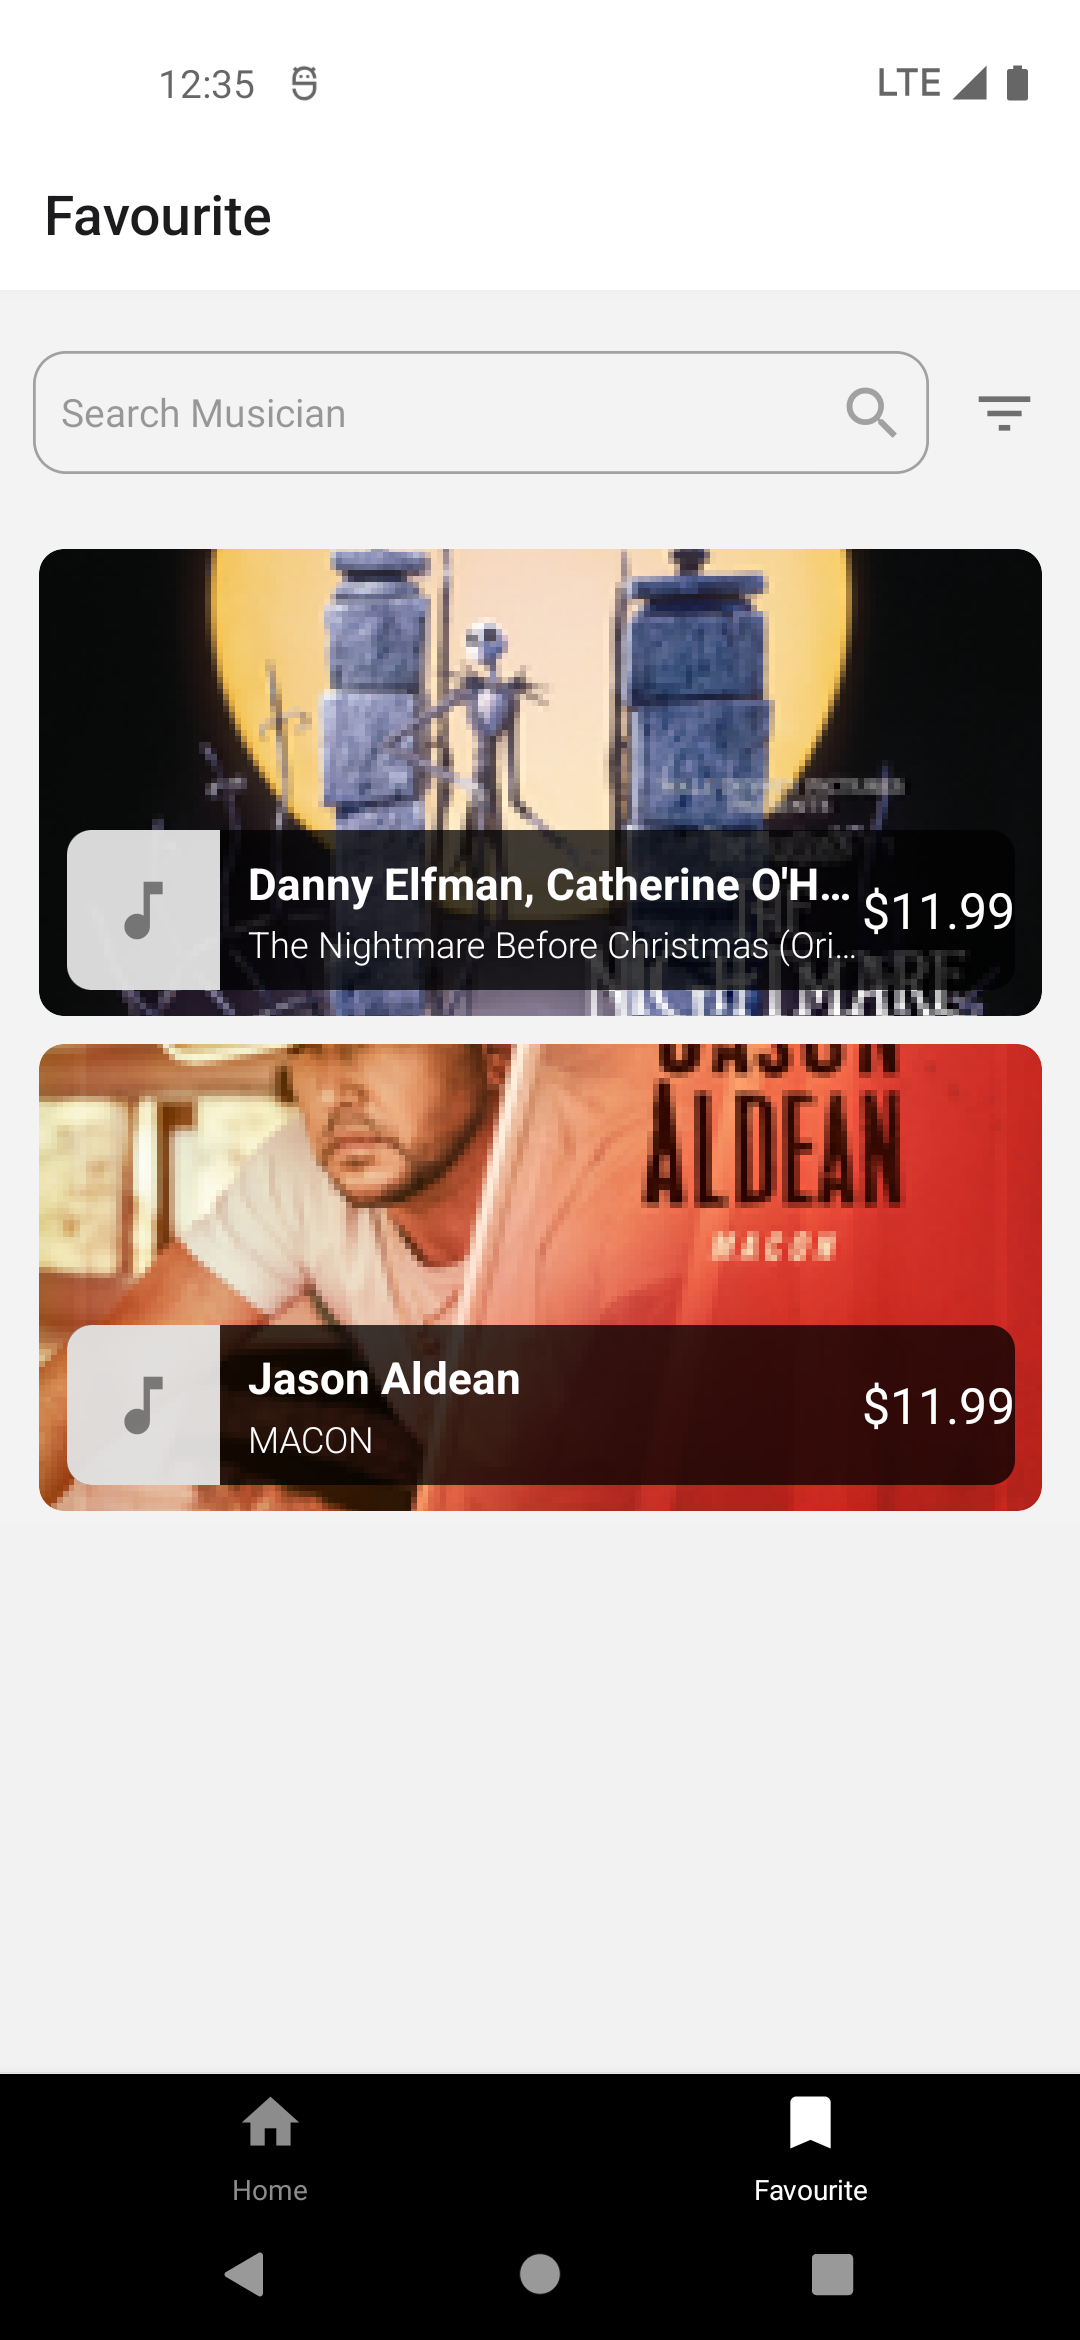 12:35
LTE
Favourite
Search Musician
Danny Elfman, Catherine O'H...
The Nightmare Before Christmas (Ori...
$11.99
NIGHTMARE
JASON
ALDEAN
MACON
Jason Aldean
MACON
$11.99
Home
Favourite